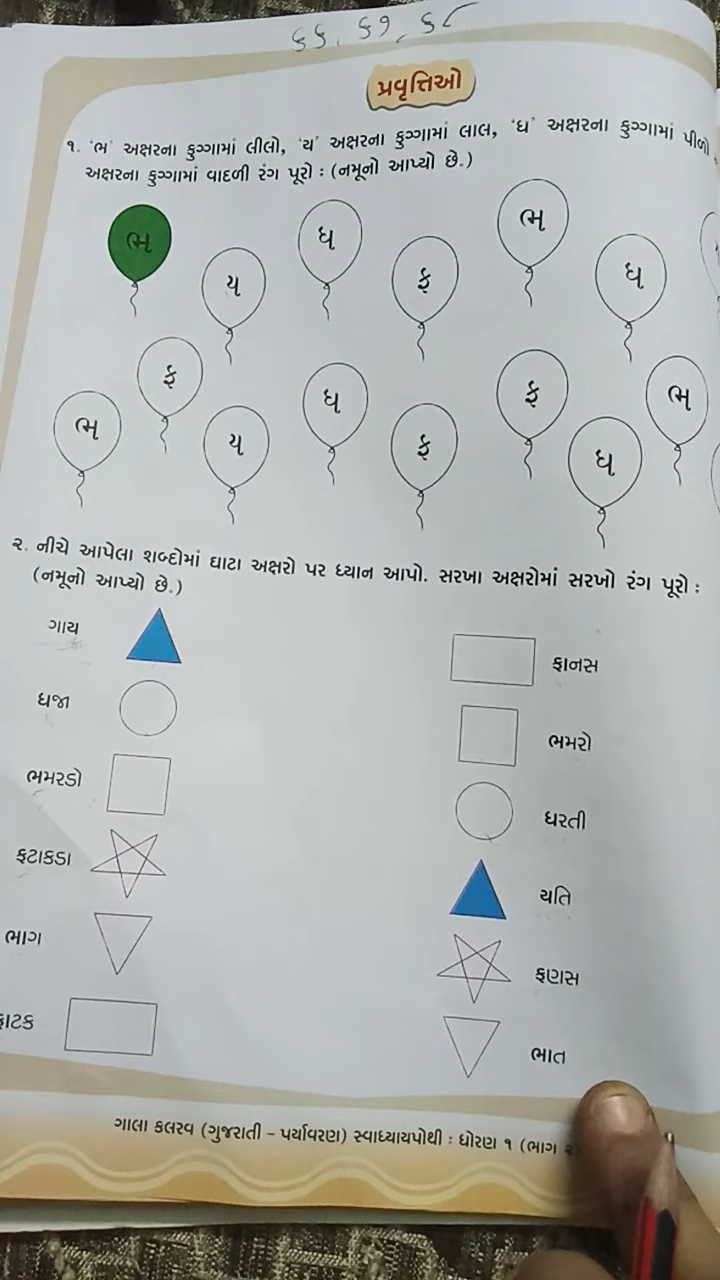 ૬૬, ૬૭, ૬૮
પ્રવૃત્તિઓ
૧. 'ભ' અક્ષરના ફુગ્ગામાં લીલો, 'ય' અક્ષરના ફુગ્ગામાં લાલ, 'ધ' અક્ષરના ફુગ્ગામાં પીળો
અક્ષરના ફુગ્ગામાં વાદળી રંગ પૂરો : (નમૂનો આપ્યો છે.)
ભ ય ધ ફ ભ ધ
ભ ફ ય ધ ફ ફ ધ ભ
૨. નીચે આપેલા શબ્દોમાં ઘાટા અક્ષરો પર ધ્યાન આપો. સરખા અક્ષરોમાં સરખો રંગ પૂરો :
(નમૂનો આપ્યો છે.)
ગાય
ફાનસ
ધજા
ભમરો
ભમરડો
ધરતી
ફટાકડા
યતિ
ભાગ
ફણસ
ભાત
ગાલા કલરવ (ગુજરાતી – પર્યાવરણ) સ્વાધ્યાયપોથી : ધોરણ ૧ (ભાગ ૨